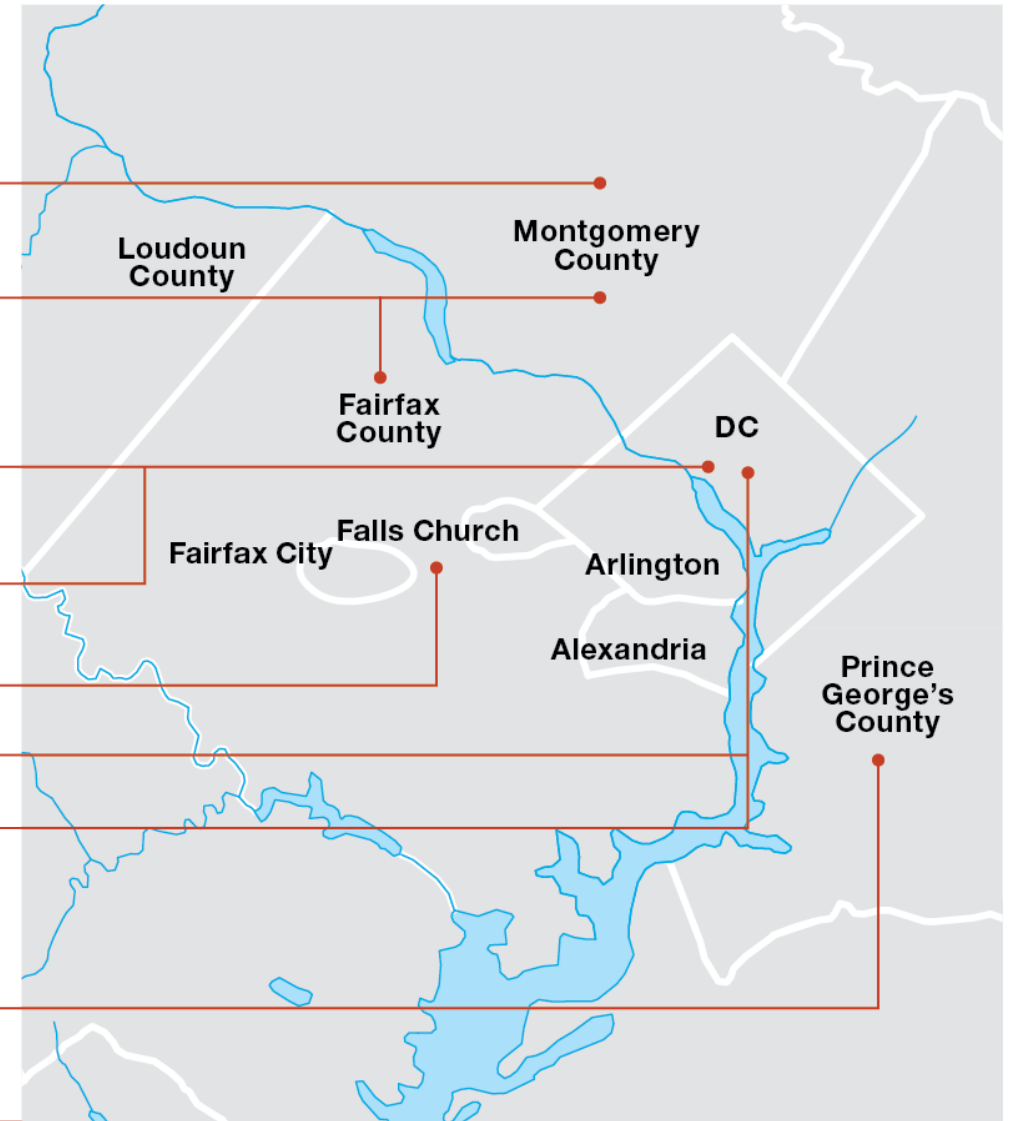 Loudoun
County
Montgomery
County
Fairfax
County
DC
Falls Church
Fairfax City
Arlington
Alexandria
Prince
George’s
County